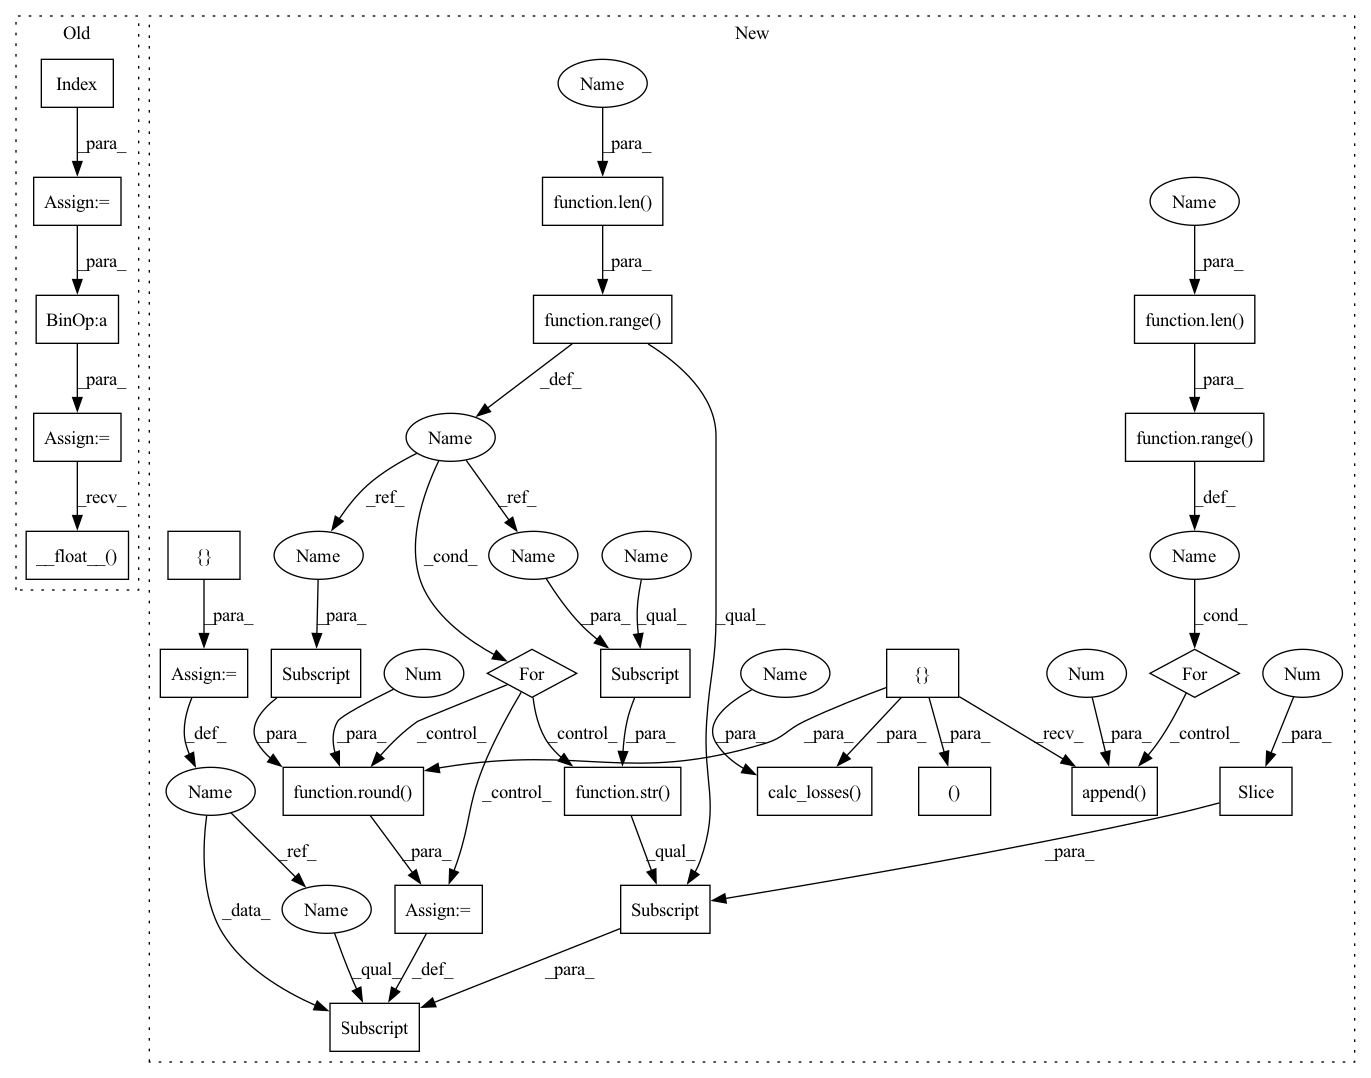 Old
New
Index
Name
_para_
_para_
Assign:=
function.len()
Name
_para_
_para_
_para_
BinOp:a
function.range()
function.len()
_para_
_def_
_para_
Assign:=
Name
function.range()
_recv_
_ref_
_ref_
_def_
__float__()
{}
Name
Name
Name
Name
_para_
_para_
_cond_
_para_
_qual_
_qual_
_cond_
Assign:=
Subscript
Num
For
Subscript
Name
{}
Num
For
Num
_def_
_para_
_para_
_control_
_control_
_para_
_para_
_para_
_para_
_para_
_recv_
_para_
_control_
_para_
Name
function.round()
function.str()
calc_losses()
()
append()
Slice
_ref_
_para_
_control_
_qual_
_para_
_data_
Name
Assign:=
Subscript
_qual_
_def_
_para_
Subscript